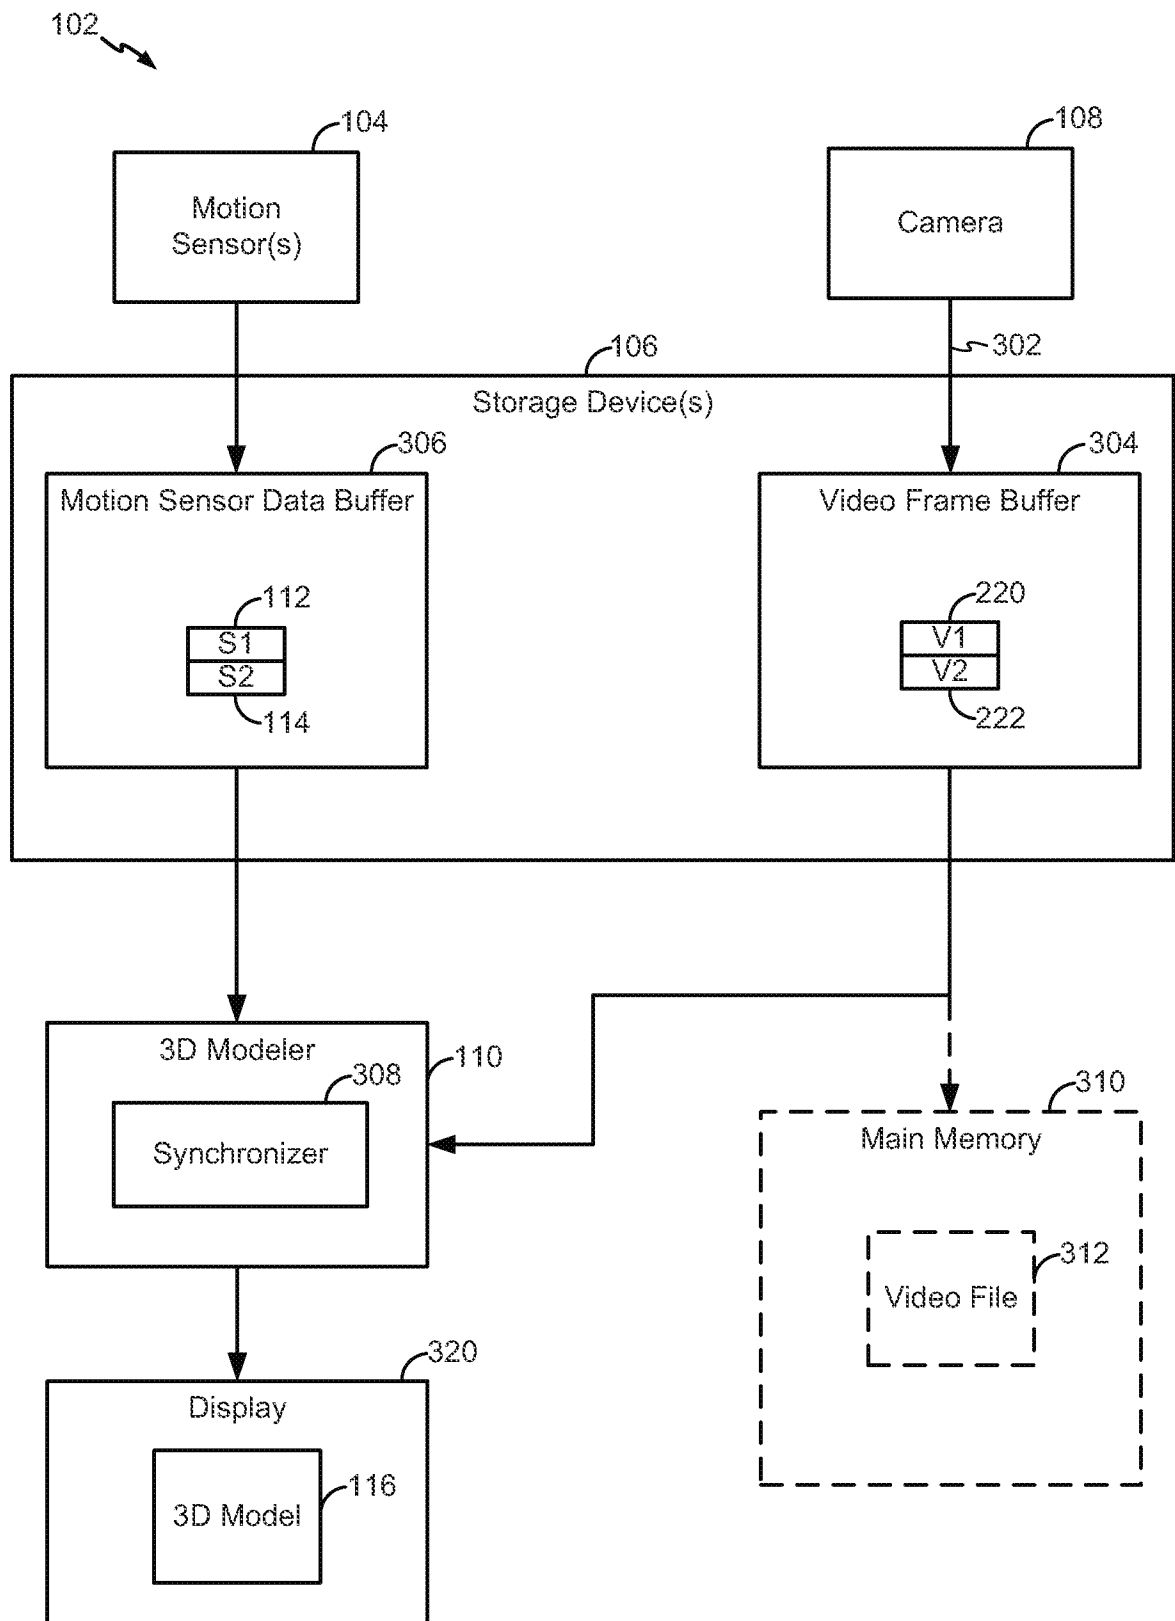 102
104
108
Motion
Sensor(s)
Camera
302
106
Storage Device(s)
306
304
Motion Sensor Data Buffer
Video Frame Buffer
112
220
S1
V1
S2
V2
114
222
3D Modeler
110
308
310
Synchronizer
Main Memory
312
Video File
320
Display
116
3D Model